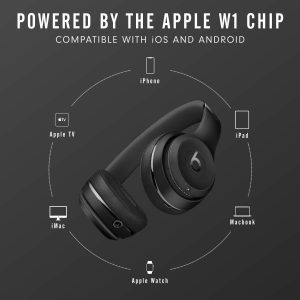 POWERED BY THE APPLE W1 CHIP
COMPATIBLE WITH iOS AND ANDROID
iPhone
Apple TV
iPad
iMac
Macbook
Apple Watch